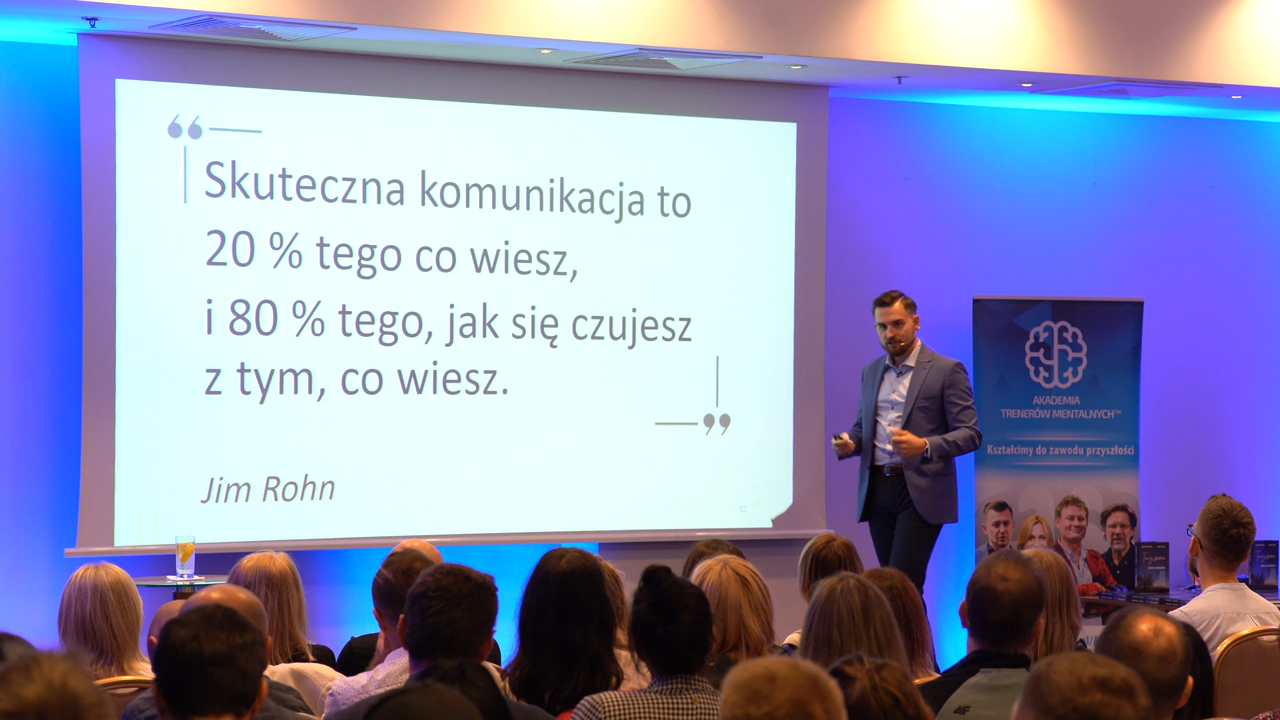 Skuteczna komunikacja to
20 % tego co wiesz,
i 80 % tego, jak się czujesz
z tym, co wiesz.
Jim Rohn
12
AKADEMIA
TRENERÓW MENTALNYCH™
Kształcimy do zawodu przyszłości